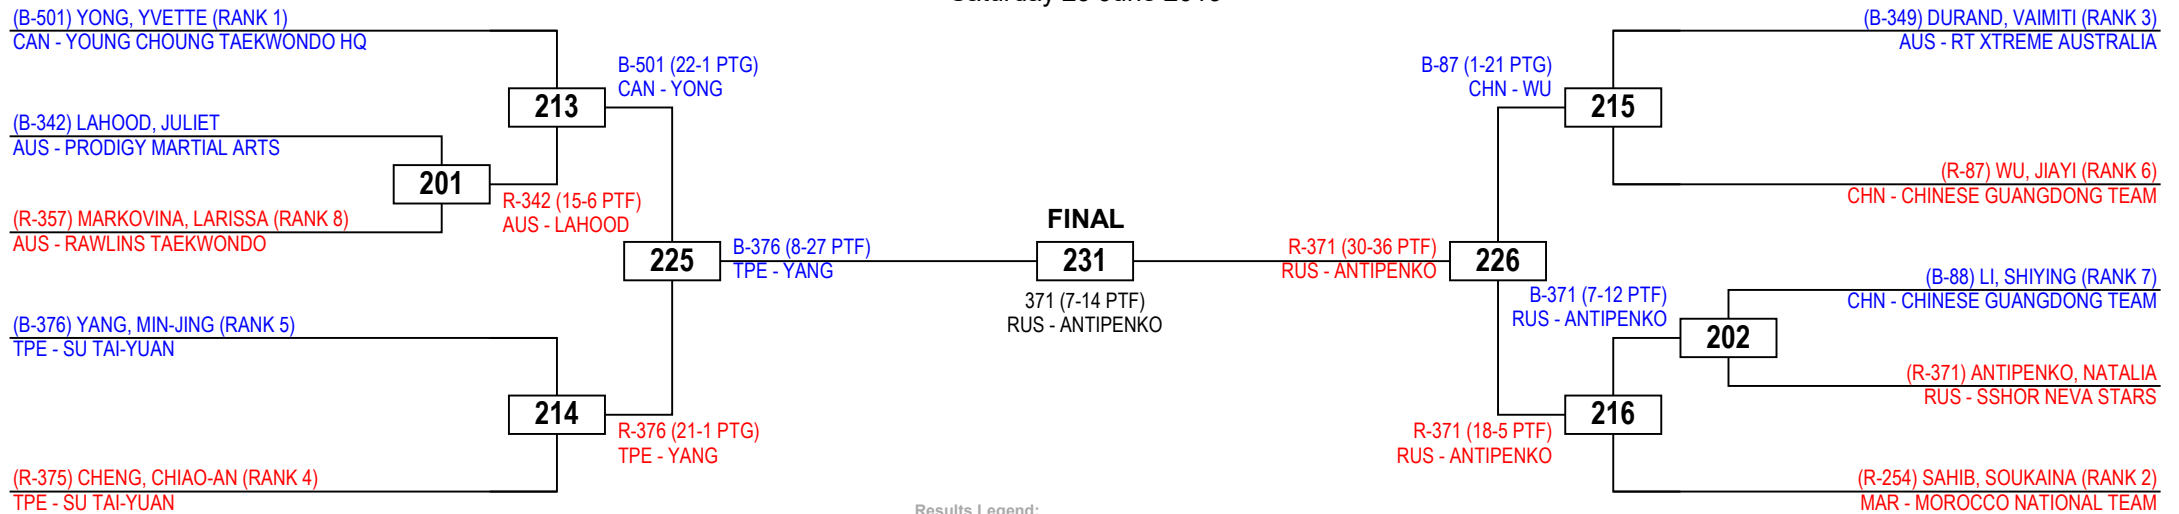 (B-501) YONG, YVETTE (RANK 1)
CAN - YOUNG CHOUNG TAEKWONDO HQ
(B-342) LAHOOD, JULIET
AUS - PRODIGY MARTIAL ARTS
(R-357) MARKOVINA, LARISSA (RANK 8)
AUS - RAWLINS TAEKWONDO
(B-376) YANG, MIN-JING (RANK 5)
TPE - SU TAI-YUAN
(R-375) CHENG, CHIAO-AN (RANK 4)
TPE - SU TAI-YUAN
201
R-342 (15-6 PTF)
AUS - LAHOOD
213
B-501 (22-1 PTG)
CAN - YONG
214
R-376 (21-1 PTG)
TPE - YANG
225
B-376 (8-27 PTF)
TPE - YANG
FINAL
231
371 (7-14 PTF)
RUS - ANTIPENKO
Results Legend:
R-371 (30-36 PTF)
RUS - ANTIPENKO
226
B-87 (1-21 PTG)
CHN - WU
215
B-371 (7-12 PTF)
RUS - ANTIPENKO
202
R-371 (18-5 PTF)
RUS - ANTIPENKO
216
(B-349) DURAND, VAIMITI (RANK 3)
AUS - RT XTREME AUSTRALIA
(R-87) WU, JIAYI (RANK 6)
CHN - CHINESE GUANGDONG TEAM
(B-88) LI, SHIYING (RANK 7)
CHN - CHINESE GUANGDONG TEAM
(R-371) ANTIPENKO, NATALIA
RUS - SSHOR NEVA STARS
(R-254) SAHIB, SOUKAINA (RANK 2)
MAR - MOROCCO NATIONAL TEAM